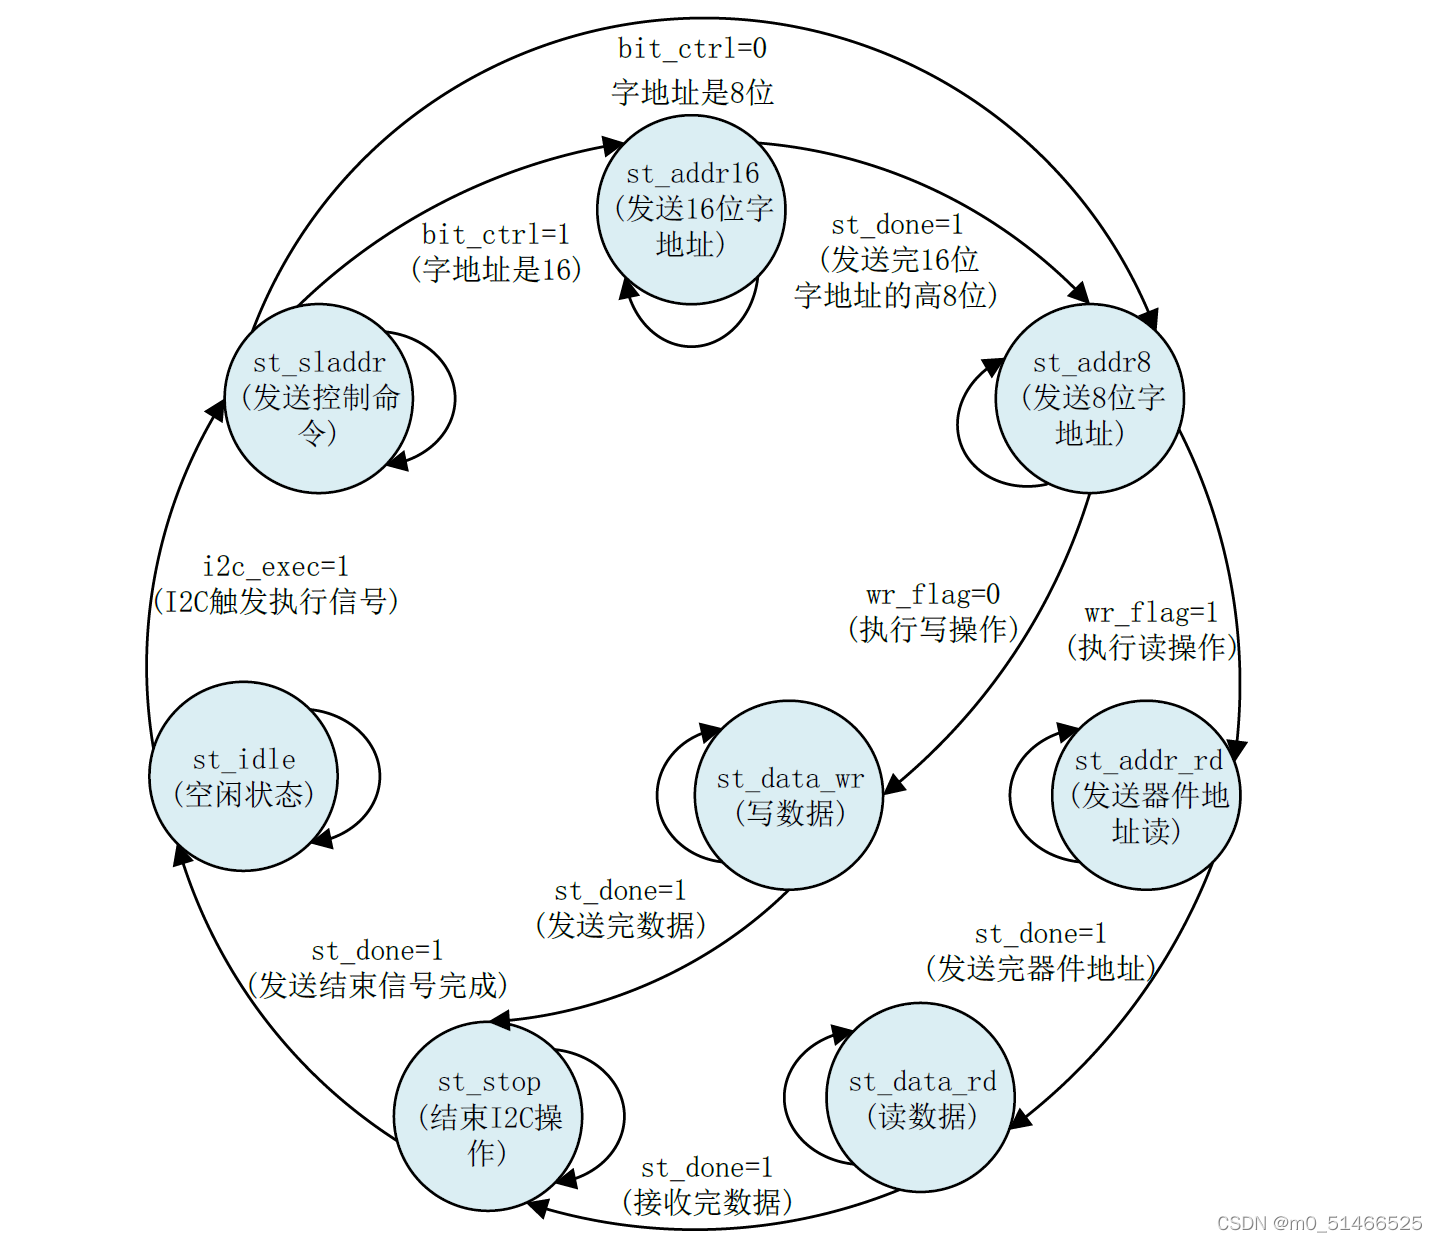 bit_ctrl=0
字地址是8位
st_addr16
(发送16位字
地址)
bit_ctrl=1
(字地址是16)
st_done=1
(发送完16位
字地址的高8位)
st_sladdr
(发送控制命
令)
st_addr8
(发送8位字
地址)
i2c_exec=1
(I2C触发执行信号)
wr_flag=0
(执行写操作)
wr_flag=1
(执行读操作)
st_idle
(空闲状态)
st_data_wr
(写数据)
st_addr_rd
(发送器件地
址读)
st_done=1
(发送完数据)
st_done=1
(发送结束信号完成)
st_done=1
(发送完器件地址)
st_stop
(结束I2C操
作)
st_data_rd
(读数据)
st_done=1
(接收完数据)
CSDN @m0_51466525